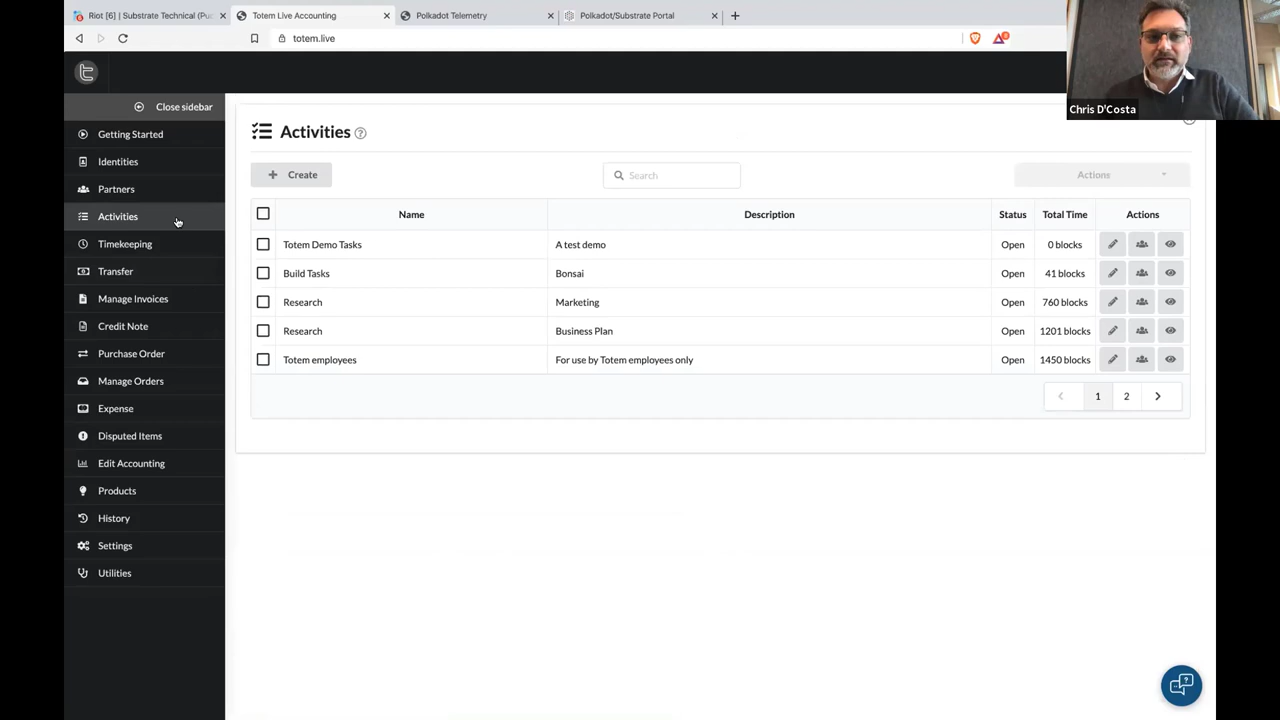 Riot [6] | Substrate Technical (Pu
Totem Live Accounting
Polkadot Telemetry
Polkadot/Substrate Portal
totem.live
Chris D'Costa
Close sidebar
Getting Started
Identities
Partners
Activities
Timekeeping
Transfer
Manage Invoices
Credit Note
Purchase Order
Manage Orders
Expense
Disputed Items
Edit Accounting
Products
History
Settings
Utilities
Activities
Create
Search
Actions
Name Description Status Total Time Actions
Totem Demo Tasks A test demo Open 0 blocks
Build Tasks Bonsai Open 41 blocks
Research Marketing Open 760 blocks
Research Business Plan Open 1201 blocks
Totem employees For use by Totem employees only Open 1450 blocks
1 2